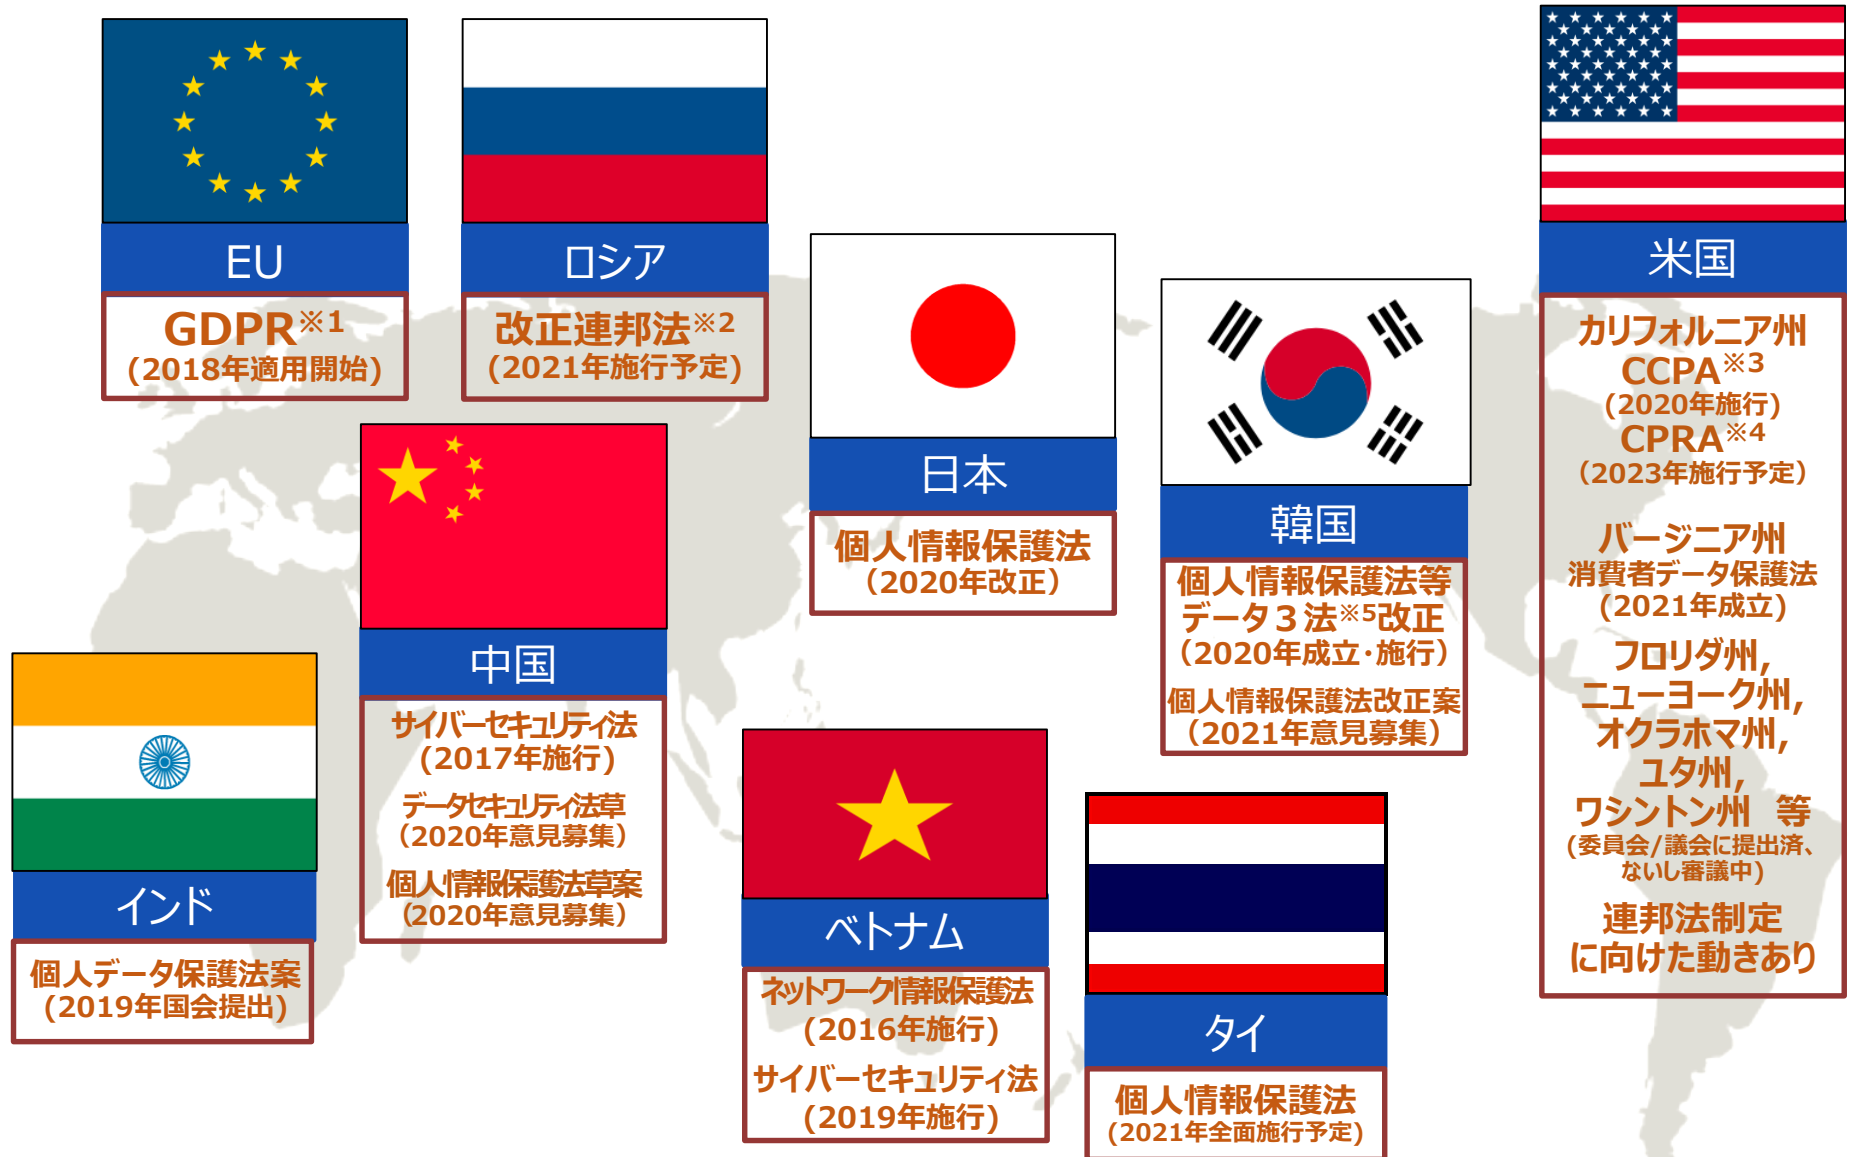 EU
GDPR※1
(2018年適用開始)
ロシア
改正連邦法※2
(2021年施行予定)
日本
個人情報保護法
（2020年改正）
韓国
個人情報保護法等
データ３法※5改正
（2020年成立・施行）
個人情報保護法改正案
（2021年意見募集）
米国
カリフォルニア州
CCPA※3
(2020年施行)
CPRA※4
（2023年施行予定）
バージニア州
消費者データ保護法
(2021年成立)
フロリダ州,
ニューヨーク州,
オクラホマ州,
ユタ州,
ワシントン州　等
(委員会/議会に提出済、
ないし審議中)
連邦法制定
に向けた動きあり
中国
サイバーセキュリティ法
(2017年施行)
データセキュリティ法草
（2020年意見募集）
個人情報保護法草案
（2020年意見募集）
インド
個人データ保護法案
(2019年国会提出)
ベトナム
ネットワーク情報保護法
(2016年施行)
サイバーセキュリティ法
(2019年施行)
タイ
個人情報保護法
(2021年全面施行予定)